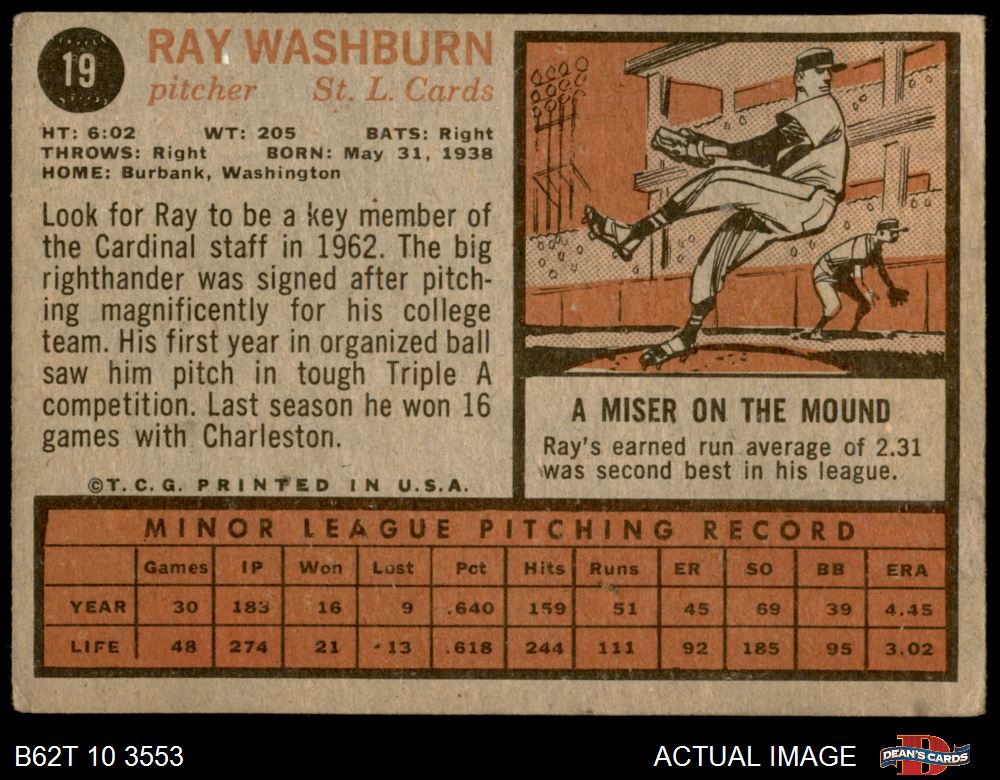 19
RAY WASHBURN
pitcher St. L. Cards
HT: 6:02 WT: 205 BATS: Right
THROWS: Right BORN: May 31, 1938
HOME: Burbank, Washington
Look for Ray to be a key member of
the Cardinal staff in 1962. The big
righthander was signed after pitch-
ing magnificently for his college
team. His first year in organized ball
saw him pitch in tough Triple A
competition. Last season he won 16
games with Charleston.
©T. C. G. PRINTED IN U.S.A.
A MISER ON THE MOUND
Ray's earned run average of 2.31
was second best in his league.
MINOR LEAGUE PITCHING RECORD
Games IP Won Lost Pct Hits Runs ER SO BB ERA
YEAR 30 183 16 9 .640 159 51 45 69 39 4.45
LIFE 48 274 21 13 .618 244 111 92 185 95 3.02
B62T 10 3553 ACTUAL IMAGE DEAN'S CARDS